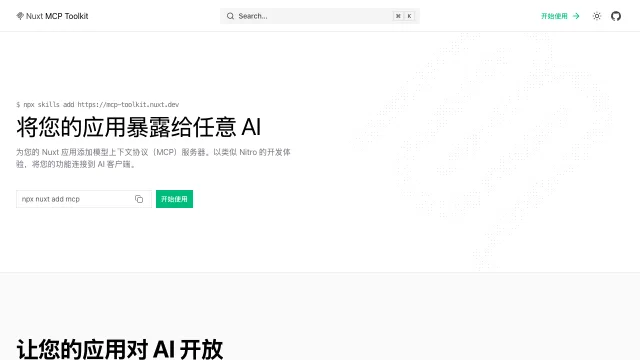 Nuxt MCP Toolkit
Search...
⌘ K
开始使用
$ npx skills add https://mcp-toolkit.nuxt.dev
将您的应用暴露给任意 AI
为您的 Nuxt 应用添加模型上下文协议（MCP）服务器。以类似 Nitro 的开发体
验，将您的功能连接到 AI 客户端。
npx nuxt add mcp
开始使用
让您的应用对 AI 开放